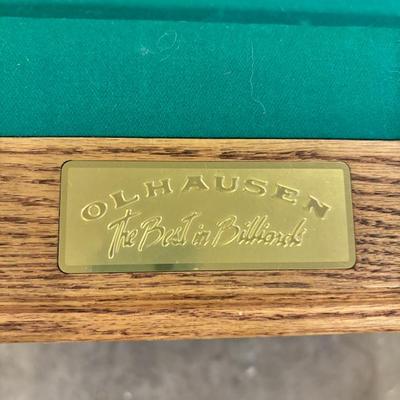 OLHAUSEN
The Best in Billiards